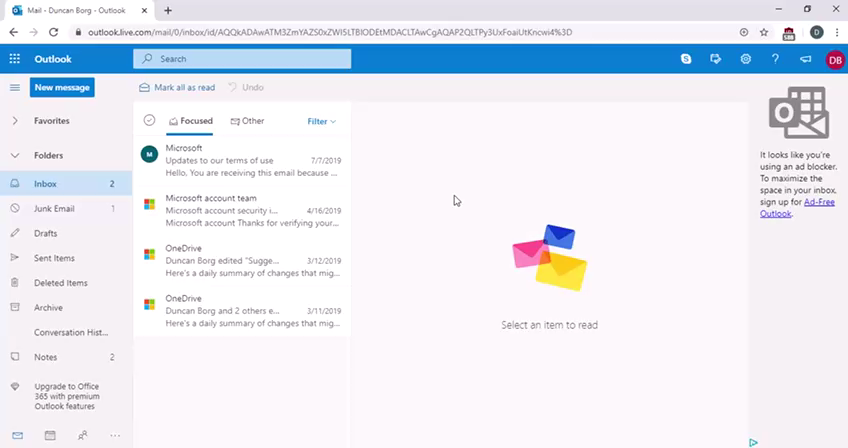 Mail - Duncan Borg - Outlook
outlook.live.com/mail/0/inbox/id/
Outlook
Search
DB
New message
Mark all as read
Undo
Favorites
Focused
Other
Filter
Folders
Inbox 2
Junk Email 1
Drafts
Sent Items
Deleted Items
Archive
Conversation Hist...
Notes 2
Upgrade to Office
365 with premium
Outlook features
M
Microsoft
Updates to our terms of use 7/7/2019
Hello, You are receiving this email because ...
Microsoft account team
Microsoft account security i... 4/16/2019
Microsoft account Thanks for verifying your...
OneDrive
Duncan Borg edited "Sugge... 3/12/2019
Here's a daily summary of changes that mig...
OneDrive
Duncan Borg and 2 others e... 3/11/2019
Here's a daily summary of changes that mig...
Select an item to read
It looks like you're
using an ad blocker.
To maximize the
space in your inbox,
sign up for Ad-Free
Outlook.